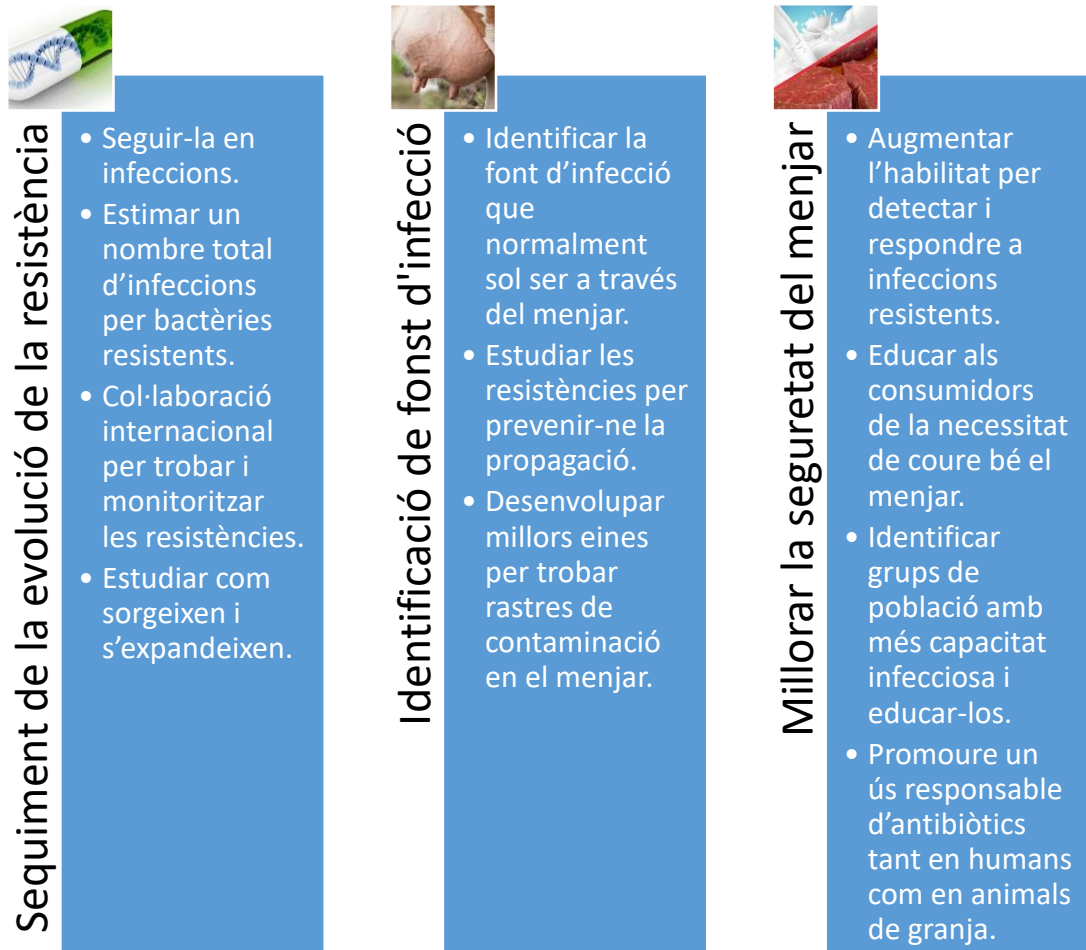 Sequiment de la evolució de la resistència
• Seguir-la en
infeccions.
• Estimar un
nombre total
d’infeccions
per bactèries
resistents.
• Col·laboració
internacional
per trobar i
monitoritzar
les resistències.
• Estudiar com
sorgeixen i
s’expandeixen.
Identificació de fonst d'infecció
• Identificar la
font d’infecció
que
normalment
sol ser a través
del menjar.
• Estudiar les
resistències per
prevenir-ne la
propagació.
• Desenvolupar
millors eines
per trobar
rastres de
contaminació
en el menjar.
Millorar la seguretat del menjar
• Augmentar
l’habilitat per
detectar i
respondre a
infeccions
resistents.
• Educar als
consumidors
de la necessitat
de coure bé el
menjar.
• Identificar
grups de
població amb
més capacitat
infecciosa i
educar-los.
• Promoure un
ús responsable
d’antibiòtics
tant en humans
com en animals
de granja.